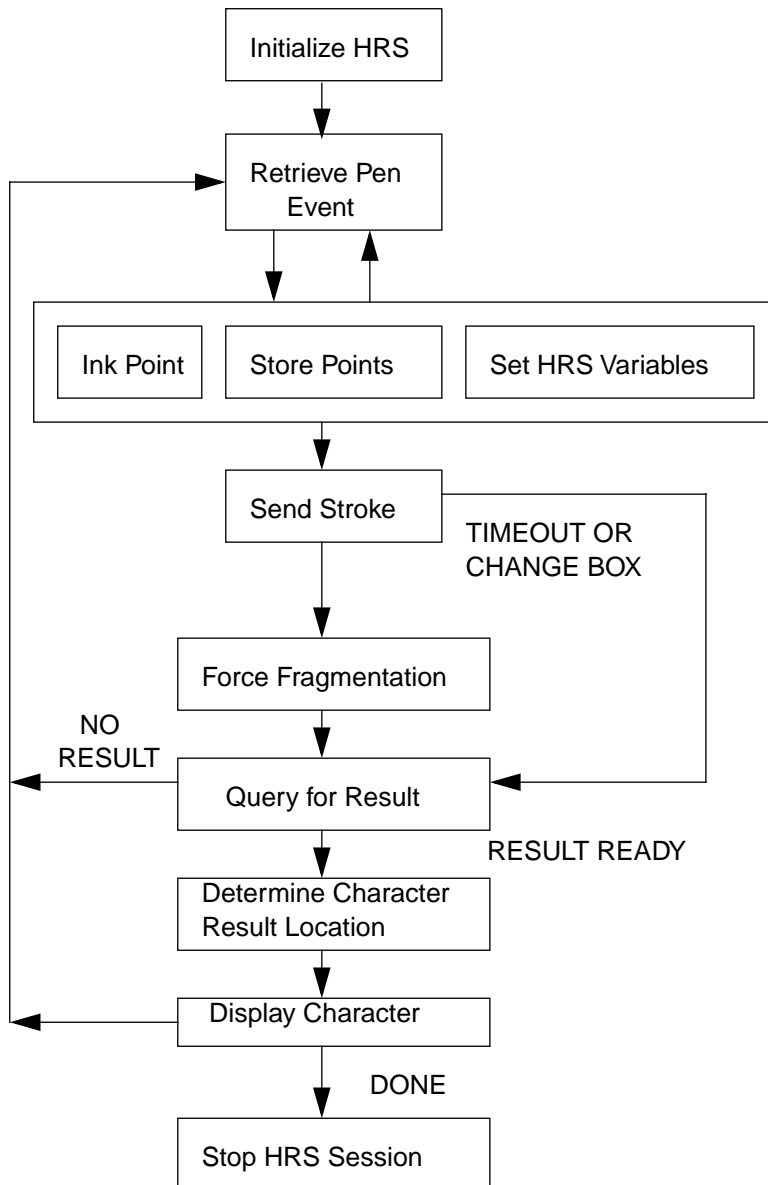 Initialize HRS
Retrieve Pen
Event
Ink Point
Store Points
Set HRS Variables
Send Stroke
TIMEOUT OR
CHANGE BOX
Force Fragmentation
NO
RESULT
Query for Result
RESULT READY
Determine Character
Result Location
Display Character
DONE
Stop HRS Session